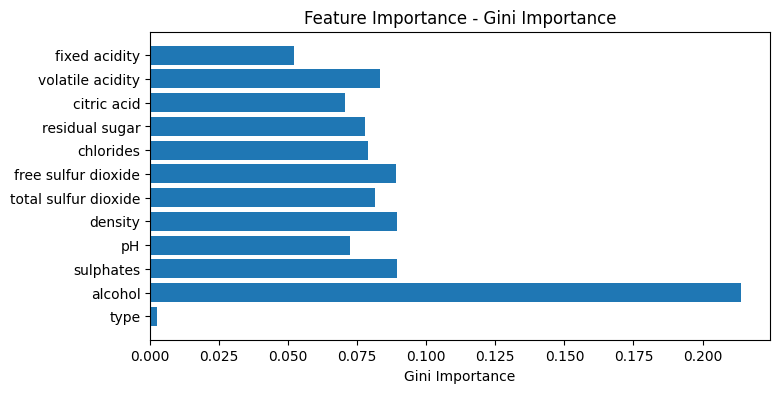 Feature Importance - Gini Importance
fixed acidity
volatile acidity
citric acid
residual sugar
chlorides
free sulfur dioxide
total sulfur dioxide
density
pH
sulphates
alcohol
type
0.000 0.025 0.050 0.075 0.100 0.125 0.150 0.175 0.200
Gini Importance